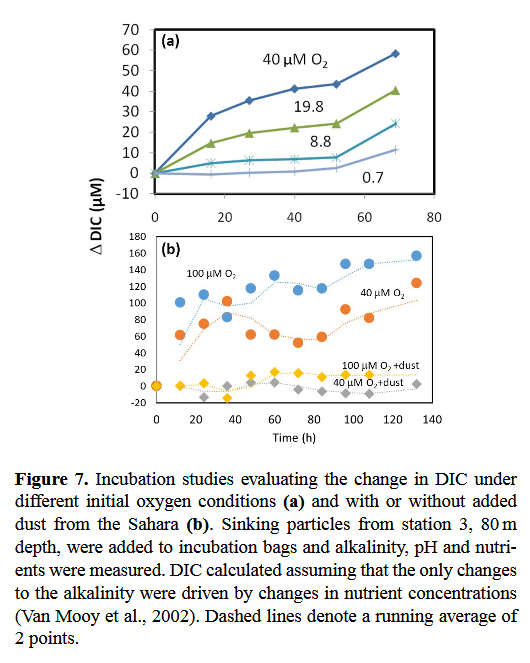 70
(a)
60
40 µM O₂
50
40
19.8
30
20
8.8
10
0
0.7
-10
0 20 40 60 80
Δ DIC (µM)
180
(b)
160
140
100 µM O₂
120
40 µM O₂
100
80
60
40
100 µM O₂ +dust
20
40 µM O₂+dust
0
-20
0 20 40 60 80 100 120 140
Time (h)
Figure 7. Incubation studies evaluating the change in DIC under
different initial oxygen conditions (a) and with or without added
dust from the Sahara (b). Sinking particles from station 3, 80 m
depth, were added to incubation bags and alkalinity, pH and nutri-
ents were measured. DIC calculated assuming that the only changes
to the alkalinity were driven by changes in nutrient concentrations
(Van Mooy et al., 2002). Dashed lines denote a running average of
2 points.